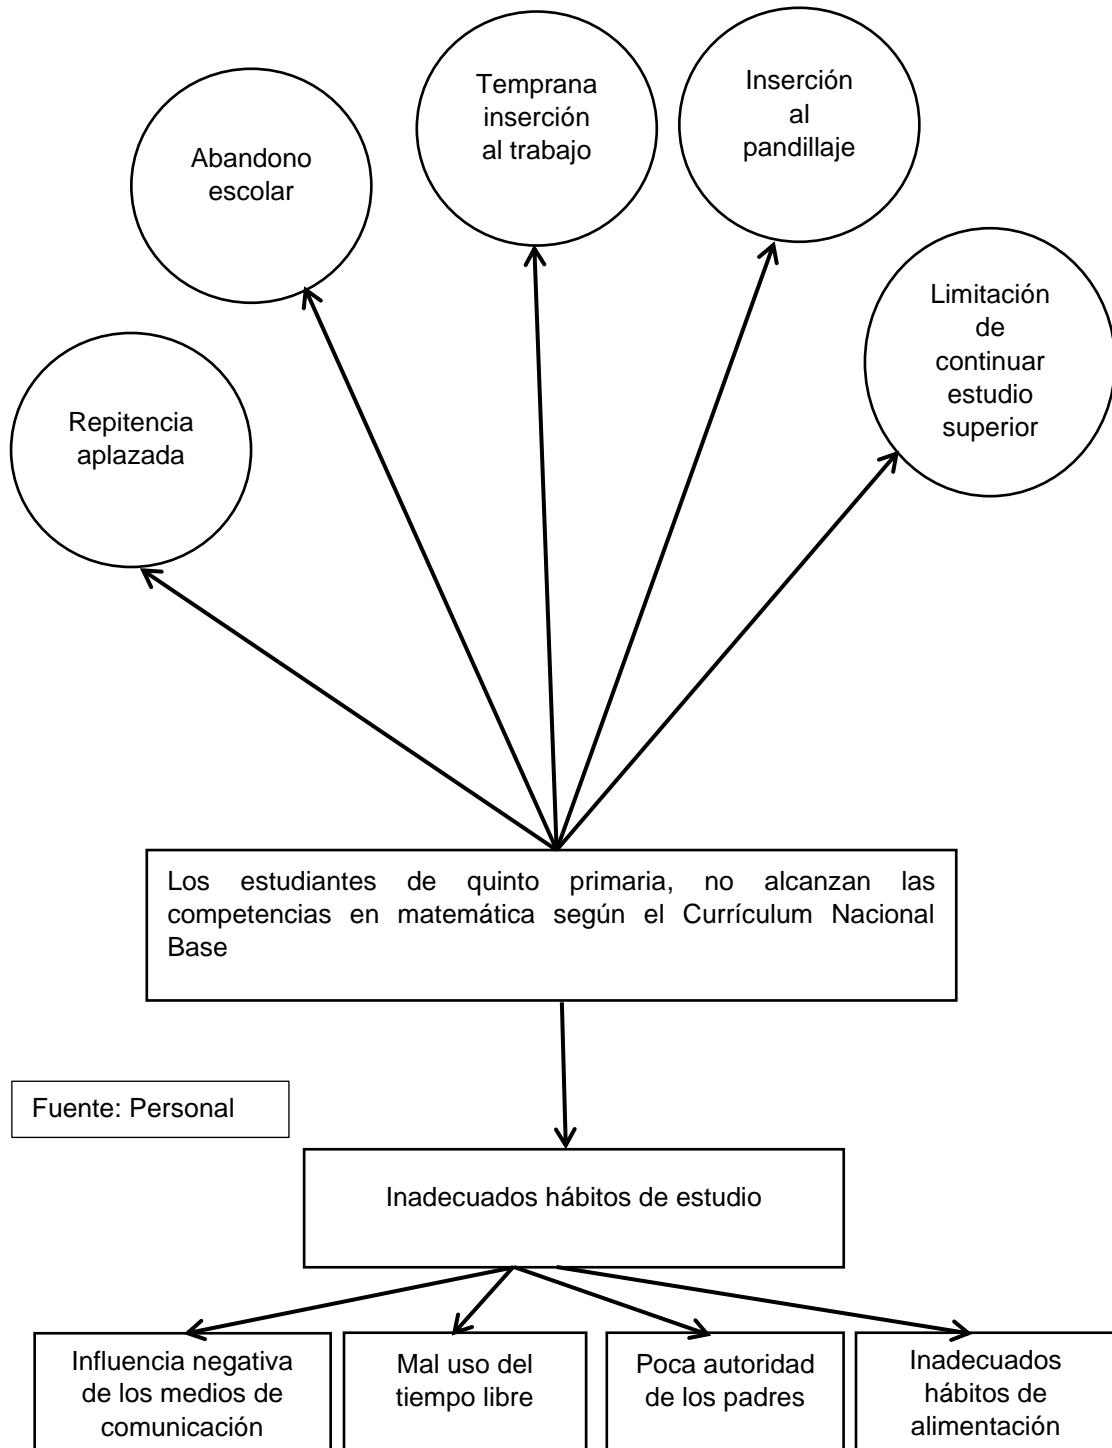 Temprana
inserción
al trabajo
Inserción
al
pandillaje
Abandono
escolar
Limitación
de
continuar
estudio
superior
Repitencia
aplazada
Los estudiantes de quinto primaria, no alcanzan las
competencias en matemática según el Currículum Nacional
Base
Fuente: Personal
Inadecuados hábitos de estudio
Influencia negativa
de los medios de
comunicación
Mal uso del
tiempo libre
Poca autoridad
de los padres
Inadecuados
hábitos de
alimentación